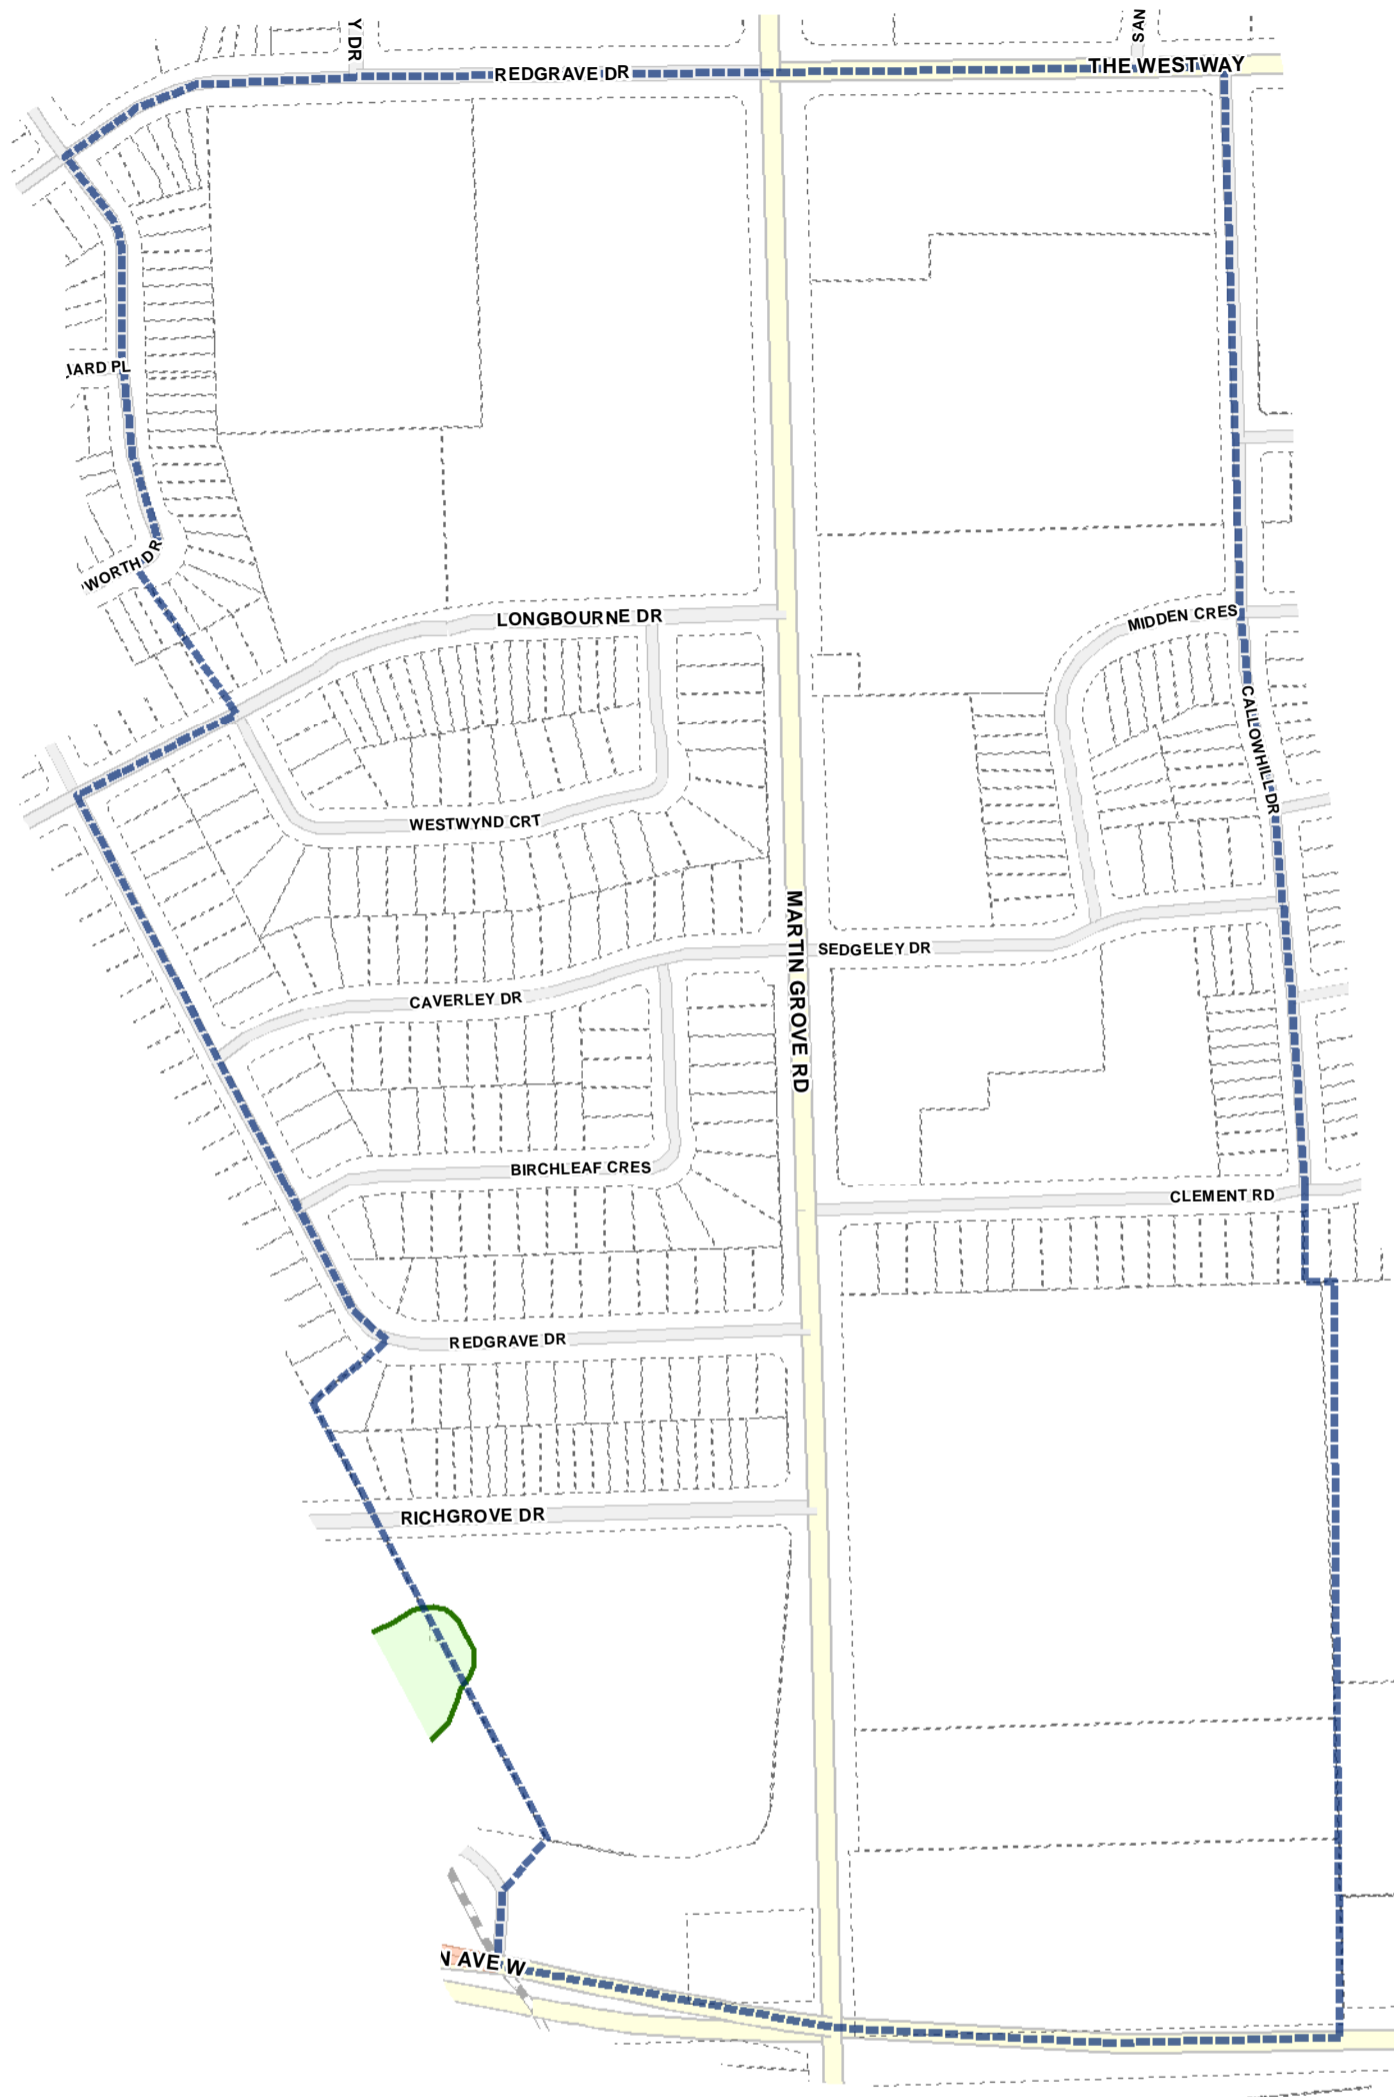 Y DR
SAN
REDGRAVE DR
THE WESTWAY
IARD PL
WORTH DR
LONGBOURNE DR
MIDDEN CRES
CALLOWHILL DR
WESTWYND CRT
MARTIN GROVE RD
SEDGELEY DR
CAVERLEY DR
BIRCHLEAF CRES
CLEMENT RD
REDGRAVE DR
RICHGROVE DR
N AVE W